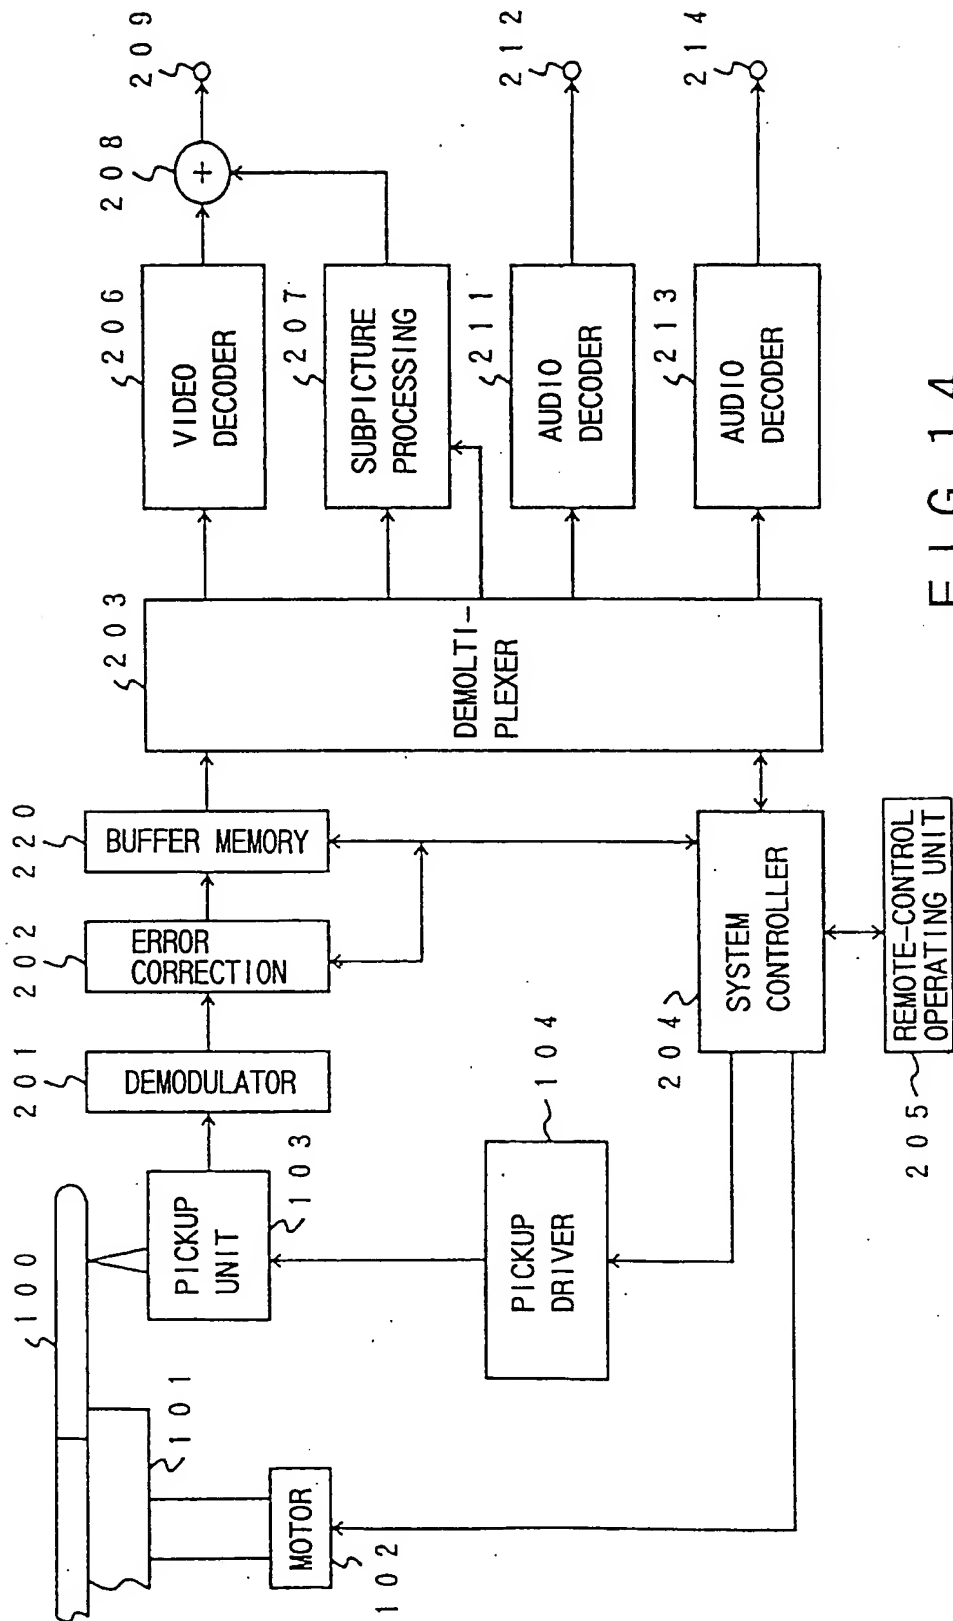 100
101
MOTOR
102
PICKUP
UNIT
103
PICKUP
DRIVER
104
201
DEMODULATOR
202
ERROR
CORRECTION
220
BUFFER MEMORY
204
SYSTEM
CONTROLLER
205
REMOTE-CONTROL
OPERATING UNIT
203
DEMOLTI-
PLEXER
206
VIDEO
DECODER
207
SUBPICTURE
PROCESSING
211
AUDIO
DECODER
213
AUDIO
DECODER
208
+
209
212
214
FIG 14